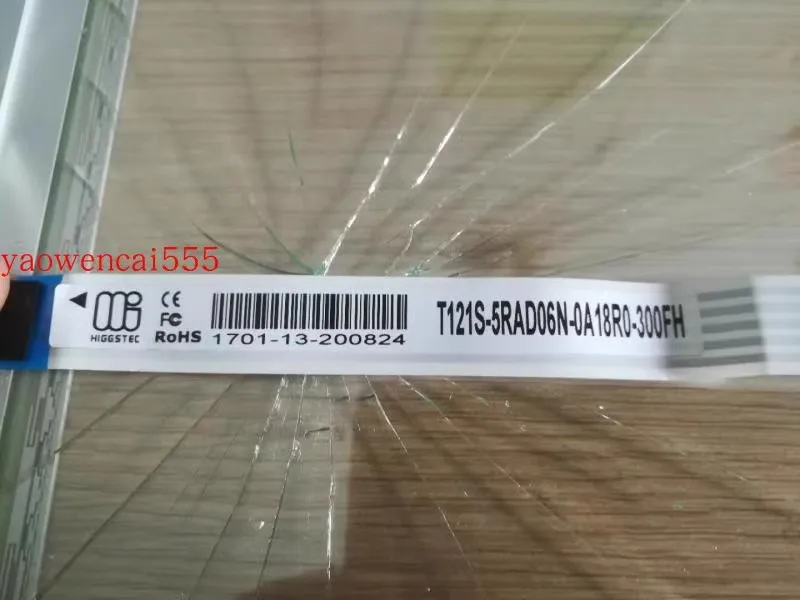 yaowencai555
HIGGSTEC
CE
FC
RoHS
1701-13-200824
T121S-5RAD06N-0A18R0-300FH